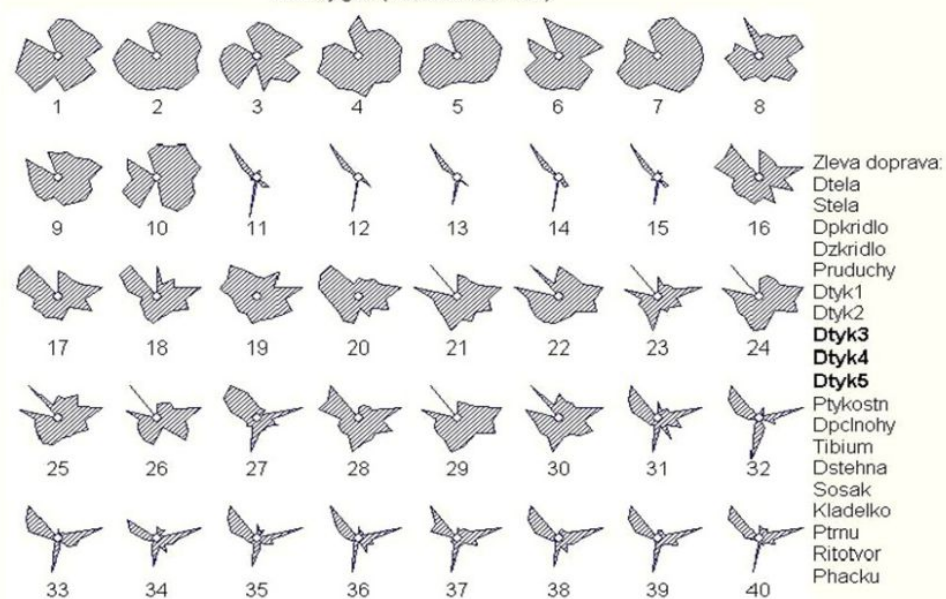 1 2 3 4 5 6 7 8
9 10 11 12 13 14 15 16
17 18 19 20 21 22 23 24
25 26 27 28 29 30 31 32
33 34 35 36 37 38 39 40
Zleva doprava:
Dtela
Stela
Dpkridlo
Dzkridlo
Pruduchy
Dtyk1
Dtyk2
Dtyk3
Dtyk4
Dtyk5
Ptykostn
Dpclnohy
Tibium
Dstehna
Sosak
Kladelko
Ptrnu
Ritotvor
Phacku